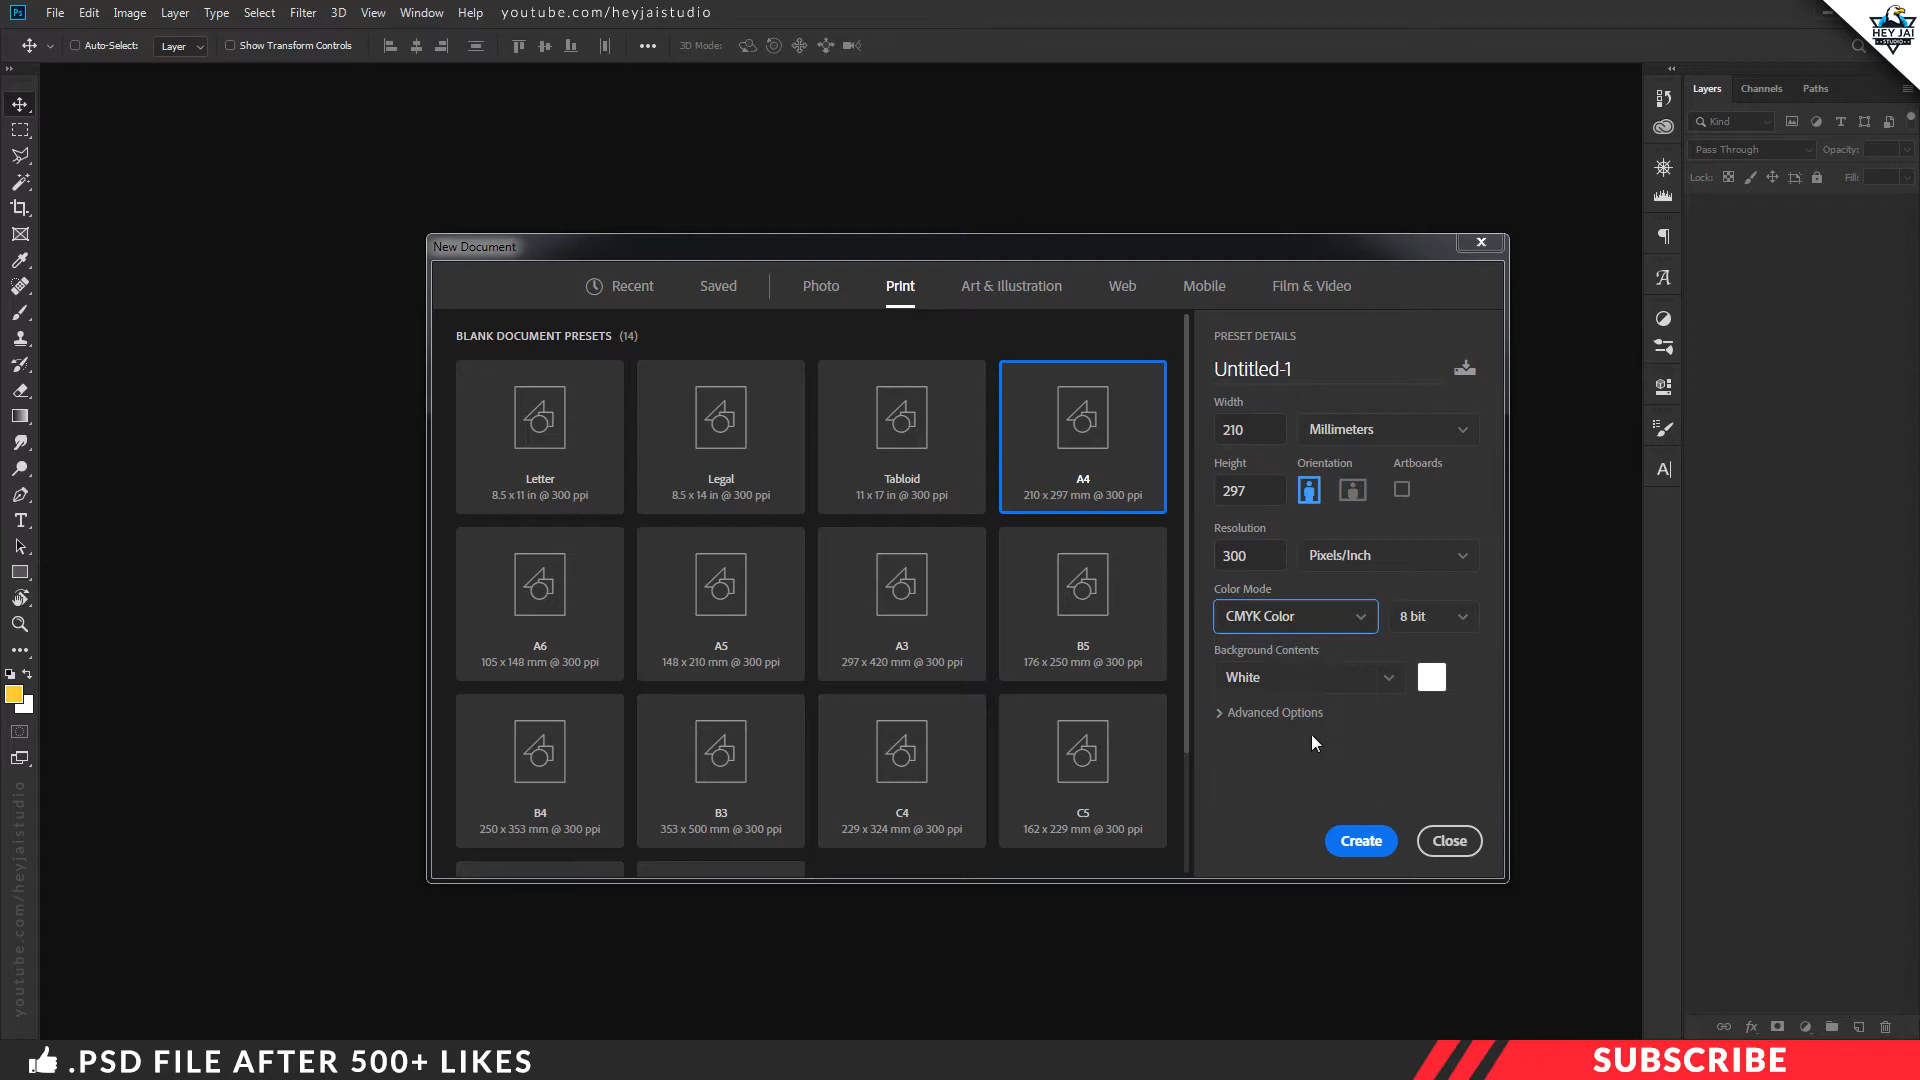 Ps File Edit Image Layer Type Select Filter 3D View Window Help youtube.com/heyjaistudio
HEY JAI
STUDIO
Auto-Select: Layer Show Transform Controls 3D Mode:
Layers Channels Paths
Kind
Pass Through Opacity:
Lock: Fill:
New Document
Recent Saved Photo Print Art & Illustration Web Mobile Film & Video
BLANK DOCUMENT PRESETS (14)
Letter
8.5 x 11 in @ 300 ppi
Legal
8.5 x 14 in @ 300 ppi
Tabloid
11 x 17 in @ 300 ppi
A4
210 x 297 mm @ 300 ppi
A6
105 x 148 mm @ 300 ppi
A5
148 x 210 mm @ 300 ppi
A3
297 x 420 mm @ 300 ppi
B5
176 x 250 mm @ 300 ppi
B4
250 x 353 mm @ 300 ppi
B3
353 x 500 mm @ 300 ppi
C4
229 x 324 mm @ 300 ppi
C5
162 x 229 mm @ 300 ppi
PRESET DETAILS
Untitled-1
Width
210 Millimeters
Height Orientation Artboards
297
Resolution
300 Pixels/Inch
Color Mode
CMYK Color 8 bit
Background Contents
White
Advanced Options
Create Close
youtube.com/heyjaistudio
.PSD FILE AFTER 500+ LIKES
SUBSCRIBE